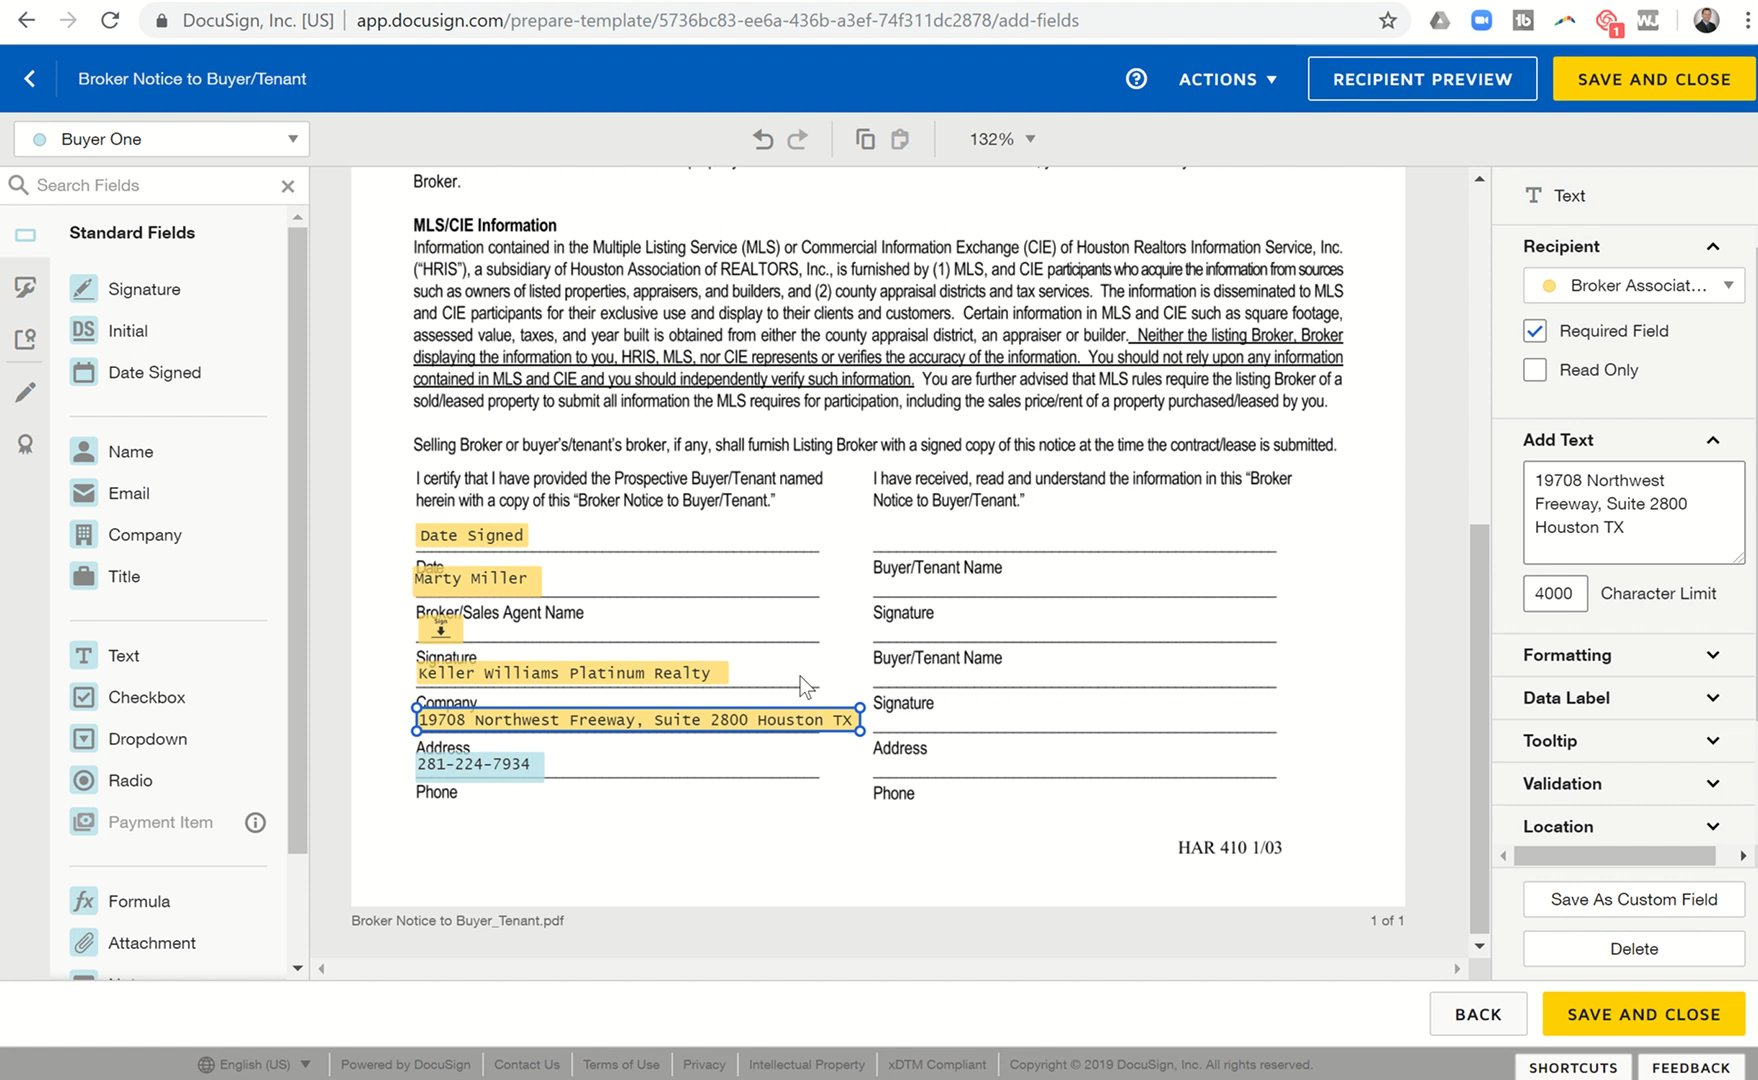 DocuSign, Inc. [US] | app.docusign.com/prepare-template/5736bc83-ee6a-436b-a3ef-74f311dc2878/add-fields
1
Broker Notice to Buyer/Tenant
ACTIONS
RECIPIENT PREVIEW
SAVE AND CLOSE
Buyer One
132%
Search Fields
Standard Fields
Signature
DS Initial
Date Signed
Name
Email
Company
Title
T Text
Checkbox
Dropdown
Radio
Payment Item
fx Formula
Attachment
Broker.
MLS/CIE Information
Information contained in the Multiple Listing Service (MLS) or Commercial Information Exchange (CIE) of Houston Realtors Information Service, Inc.
("HRIS"), a subsidiary of Houston Association of REALTORS, Inc., is furnished by (1) MLS, and CIE participants who acquire the information from sources
such as owners of listed properties, appraisers, and builders, and (2) county appraisal districts and tax services. The information is disseminated to MLS
and CIE participants for their exclusive use and display to their clients and customers. Certain information in MLS and CIE such as square footage,
assessed value, taxes, and year built is obtained from either the county appraisal district, an appraiser or builder. Neither the listing Broker, Broker
displaying the information to you, HRIS, MLS, nor CIE represents or verifies the accuracy of the information. You should not rely upon any information
contained in MLS and CIE and you should independently verify such information. You are further advised that MLS rules require the listing Broker of a
sold/leased property to submit all information the MLS requires for participation, including the sales price/rent of a property purchased/leased by you.
Selling Broker or buyer's/tenant's broker, if any, shall furnish Listing Broker with a signed copy of this notice at the time the contract/lease is submitted.
I certify that I have provided the Prospective Buyer/Tenant named
herein with a copy of this "Broker Notice to Buyer/Tenant."
Date Signed
Date
Marty Miller
Broker/Sales Agent Name
Sign
Signature
Keller Williams Platinum Realty
Company
19708 Northwest Freeway, Suite 2800 Houston TX
Address
281-224-7934
Phone
I have received, read and understand the information in this "Broker
Notice to Buyer/Tenant."
Buyer/Tenant Name
Signature
Buyer/Tenant Name
Signature
Address
Phone
HAR 410 1/03
Broker Notice to Buyer_Tenant.pdf
1 of 1
T Text
Recipient
Broker Associat...
Required Field
Read Only
Add Text
19708 Northwest
Freeway, Suite 2800
Houston TX
4000 Character Limit
Formatting
Data Label
Tooltip
Validation
Location
Save As Custom Field
Delete
BACK
SAVE AND CLOSE
English (US)
Powered by DocuSign
Contact Us
Terms of Use
Privacy
Intellectual Property
xDTM Compliant
Copyright © 2019 DocuSign, Inc. All rights reserved.
SHORTCUTS
FEEDBACK